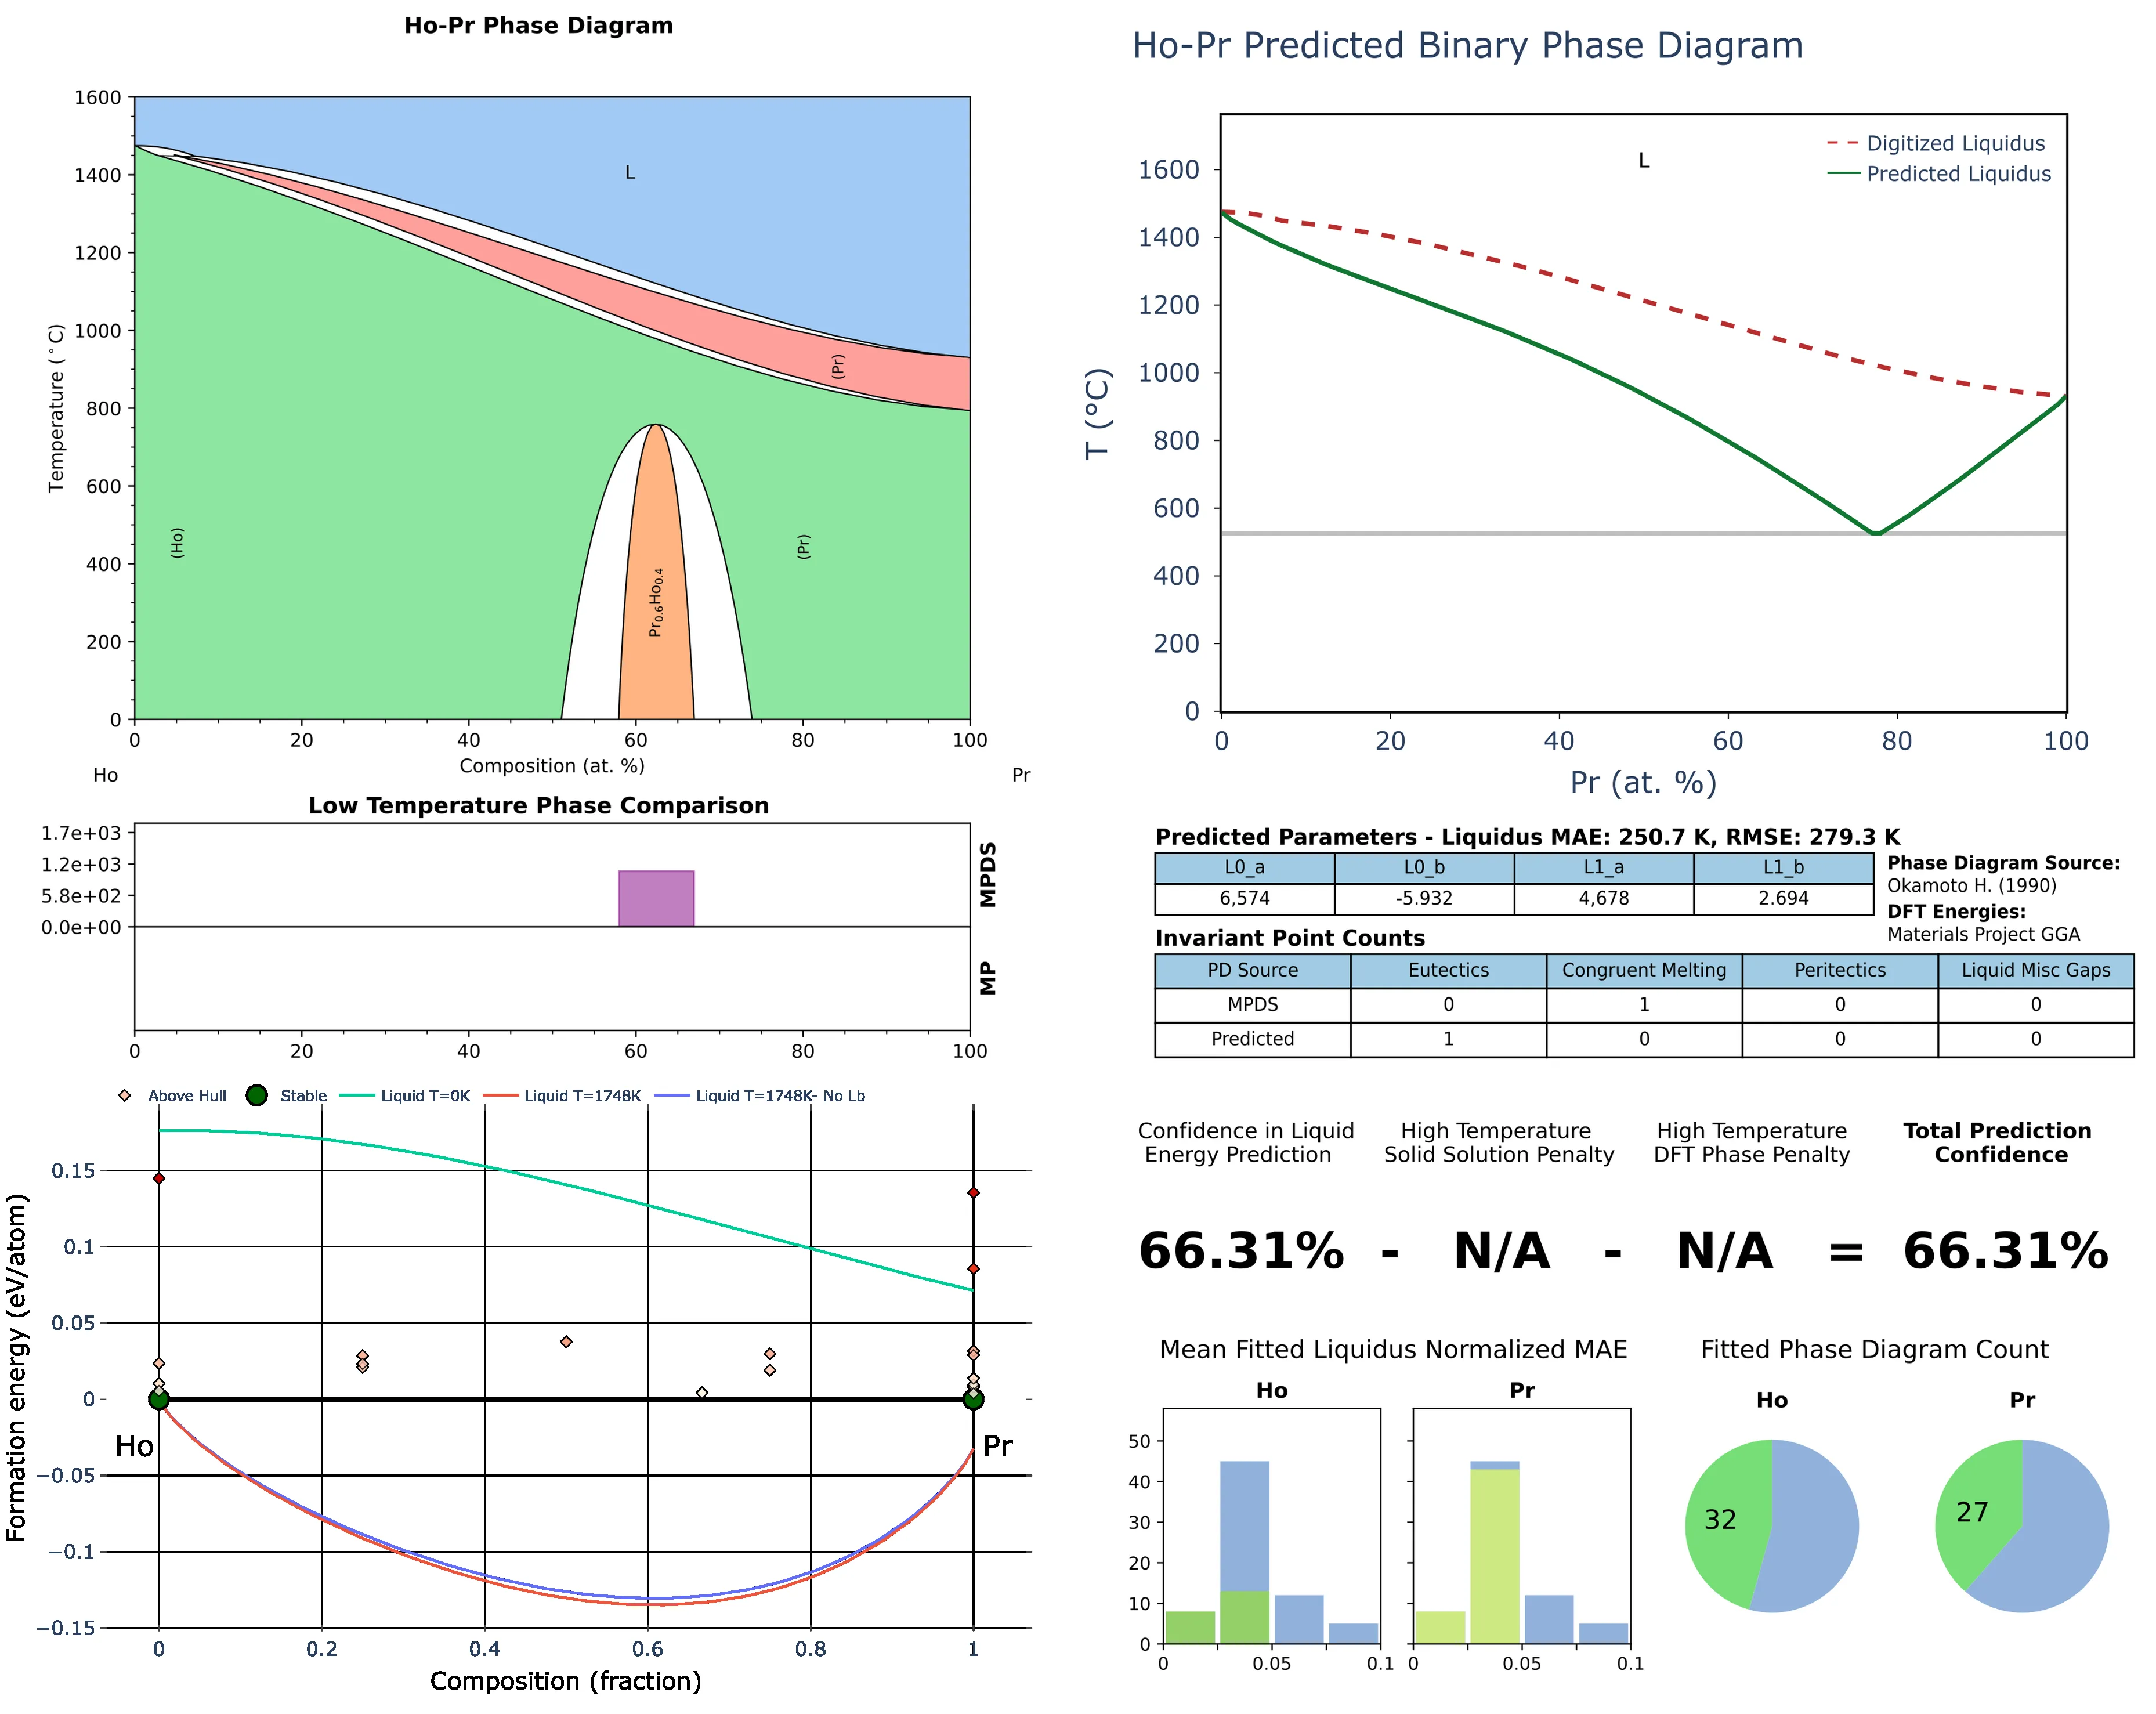 Ho-Pr Phase Diagram
1600
1400
1200
1000
800
600
400
200
0
Temperature (°C)
L
(Pr)
(Ho)
(Pr)
Pr0.6Ho0.4
0 20 40 60 80 100
Composition (at. %)
Ho Pr
Low Temperature Phase Comparison
1.7e+03
1.2e+03
5.8e+02
0.0e+00
MPDS
MP
0 20 40 60 80 100
Above Hull Stable Liquid T=0K Liquid T=1748K Liquid T=1748K- No Lb
0.15
0.1
0.05
0
−0.05
−0.1
−0.15
Formation energy (eV/atom)
Ho Pr
0 0.2 0.4 0.6 0.8 1
Composition (fraction)
Ho-Pr Predicted Binary Phase Diagram
L
Digitized Liquidus
Predicted Liquidus
1600
1400
1200
1000
800
600
400
200
0
T (°C)
0 20 40 60 80 100
Pr (at. %)
Predicted Parameters - Liquidus MAE: 250.7 K, RMSE: 279.3 K
L0_a L0_b L1_a L1_b
6,574 -5.932 4,678 2.694
Phase Diagram Source:
Okamoto H. (1990)
DFT Energies:
Materials Project GGA
Invariant Point Counts
PD Source Eutectics Congruent Melting Peritectics Liquid Misc Gaps
MPDS 0 1 0 0
Predicted 1 0 0 0
Confidence in Liquid
Energy Prediction
High Temperature
Solid Solution Penalty
High Temperature
DFT Phase Penalty
Total Prediction
Confidence
66.31% - N/A - N/A = 66.31%
Mean Fitted Liquidus Normalized MAE
Ho Pr
50
40
30
20
10
0
0 0.05 0.1 0 0.05 0.1
Fitted Phase Diagram Count
Ho Pr
32 27